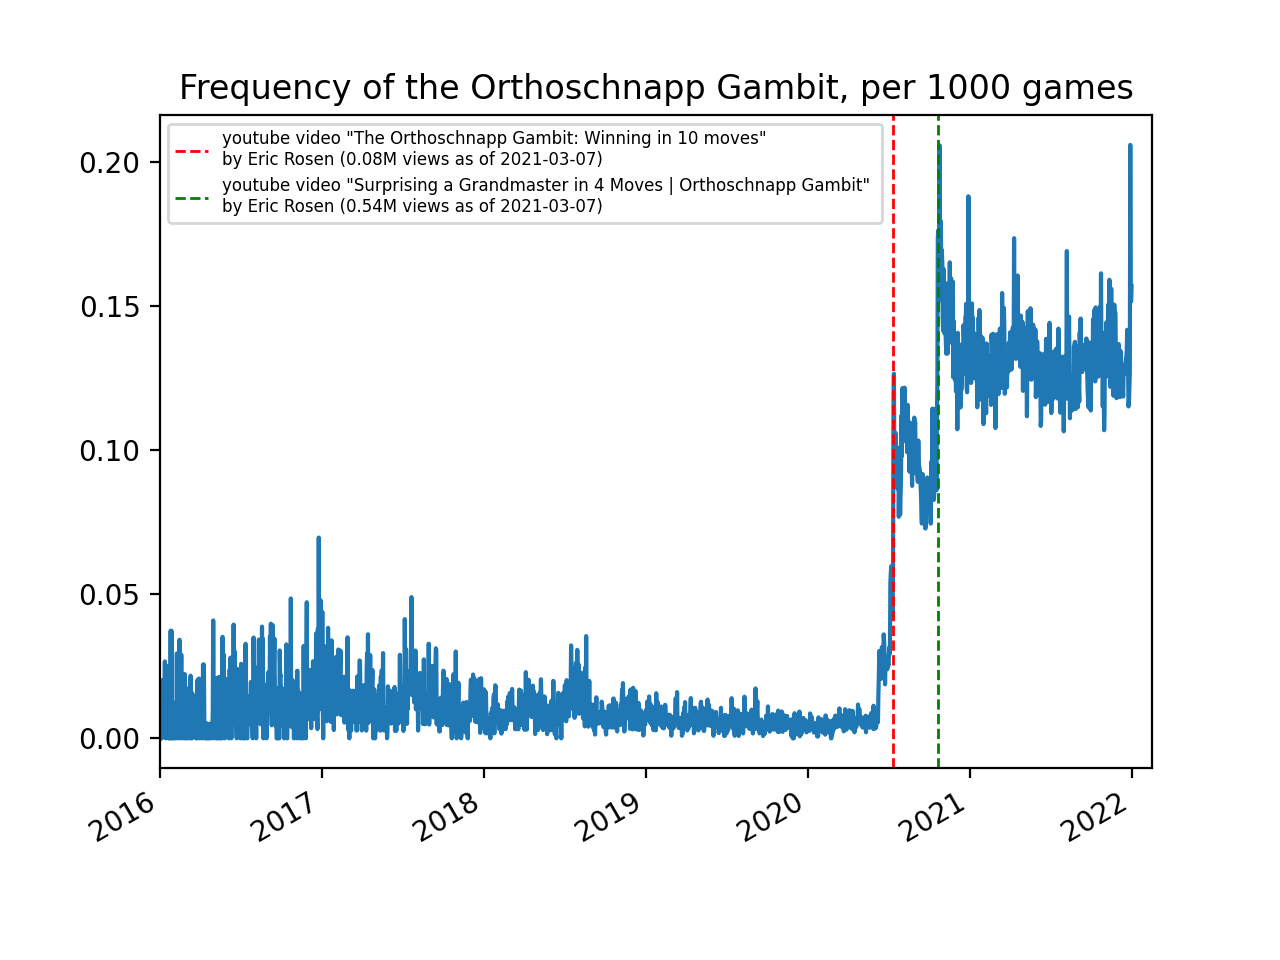 Frequency of the Orthoschnapp Gambit, per 1000 games
youtube video "The Orthoschnapp Gambit: Winning in 10 moves"
by Eric Rosen (0.08M views as of 2021-03-07)
youtube video "Surprising a Grandmaster in 4 Moves | Orthoschnapp Gambit"
by Eric Rosen (0.54M views as of 2021-03-07)
0.20
0.15
0.10
0.05
0.00
2016 2017 2018 2019 2020 2021 2022